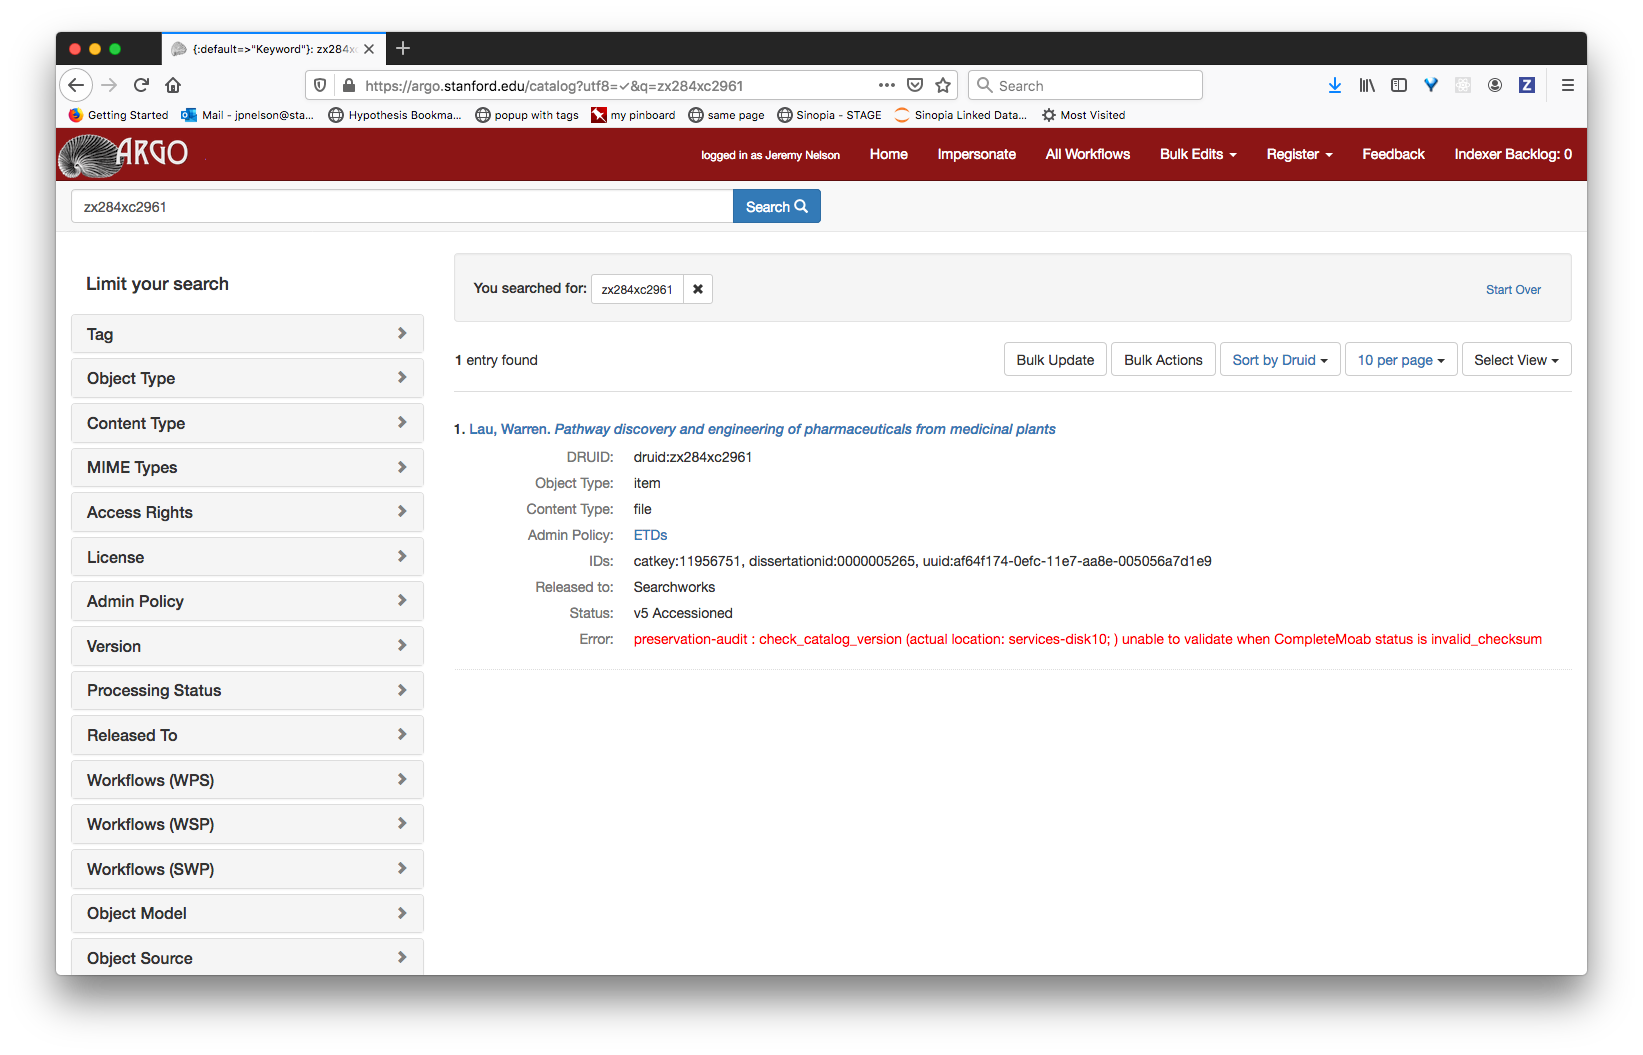 {:default=>"Keyword"}: zx284xc
https://argo.stanford.edu/catalog?utf8=✓&q=zx284xc2961
Search
Getting Started
Mail - jpnelson@sta...
Hypothesis Bookma...
popup with tags
my pinboard
same page
Sinopia - STAGE
Sinopia Linked Data...
Most Visited
ARGO
logged in as Jeremy Nelson
Home
Impersonate
All Workflows
Bulk Edits
Register
Feedback
Indexer Backlog: 0
zx284xc2961
Search
Limit your search
Tag
Object Type
Content Type
MIME Types
Access Rights
License
Admin Policy
Version
Processing Status
Released To
Workflows (WPS)
Workflows (WSP)
Workflows (SWP)
Object Model
Object Source
You searched for: zx284xc2961
Start Over
1 entry found
Bulk Update
Bulk Actions
Sort by Druid
10 per page
Select View
1. Lau, Warren. Pathway discovery and engineering of pharmaceuticals from medicinal plants
DRUID: druid:zx284xc2961
Object Type: item
Content Type: file
Admin Policy: ETDs
IDs: catkey:11956751, dissertationid:0000005265, uuid:af64f174-0efc-11e7-aa8e-005056a7d1e9
Released to: Searchworks
Status: v5 Accessioned
Error: preservation-audit : check_catalog_version (actual location: services-disk10; ) unable to validate when CompleteMoab status is invalid_checksum